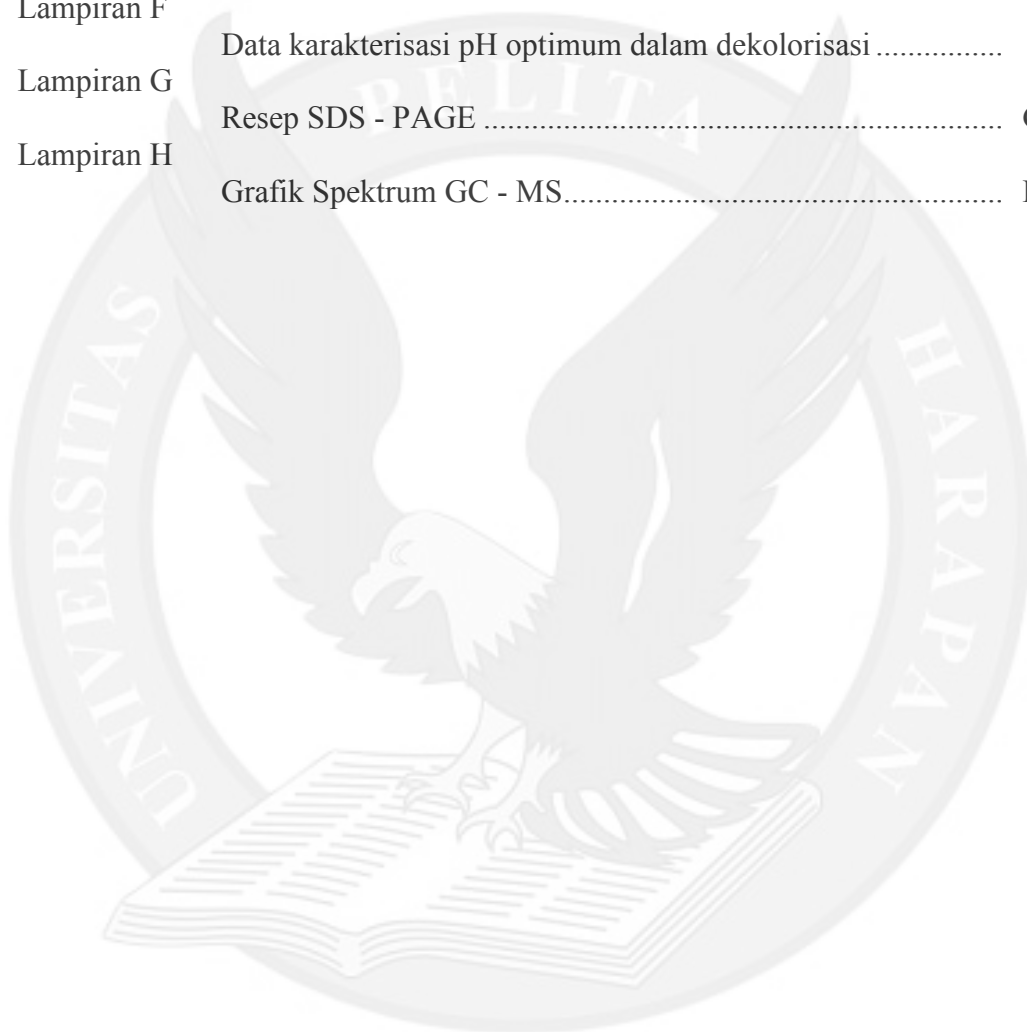 Lampiran F
Data karakterisasi pH optimum dalam dekolorisasi ................
Lampiran G
Resep SDS - PAGE ..................................................................
Lampiran H
Grafik Spektrum GC - MS........................................................
UNIVERSITAS PELITA HARAPAN